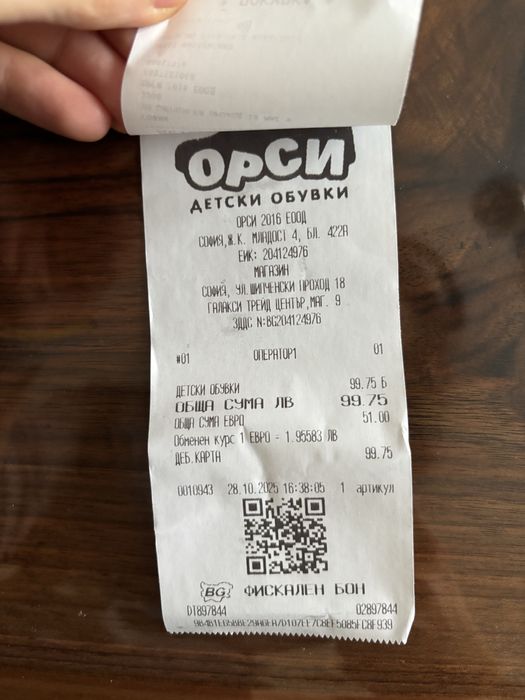 ОРСИ
ДЕТСКИ ОБУВКИ
ОРСИ 2016 ЕООД
СОФИЯ,Ж.К. МЛАДОСТ 4, БЛ. 422А
ЕИК: 204124976
МАГАЗИН
СОФИЯ, УЛ.ШИПЧЕНСКИ ПРОХОД 18
ГАЛАКСИ ТРЕЙД ЦЕНТЪР,МАГ. 9
ЗДДС N:BG204124976
#01 ОПЕРАТОР1 01
ДЕТСКИ ОБУВКИ 99.75 Б
ОБЩА СУМА ЛВ 99.75
ОБЩА СУМА ЕВРО 51.00
Обменен курс 1 ЕВРО = 1.95583 ЛВ
ДЕБ.КАРТА 99.75
0010943 28.10.2025 16:38:05 1 артикул
BG ФИСКАЛЕН БОН
DT897844 02897844